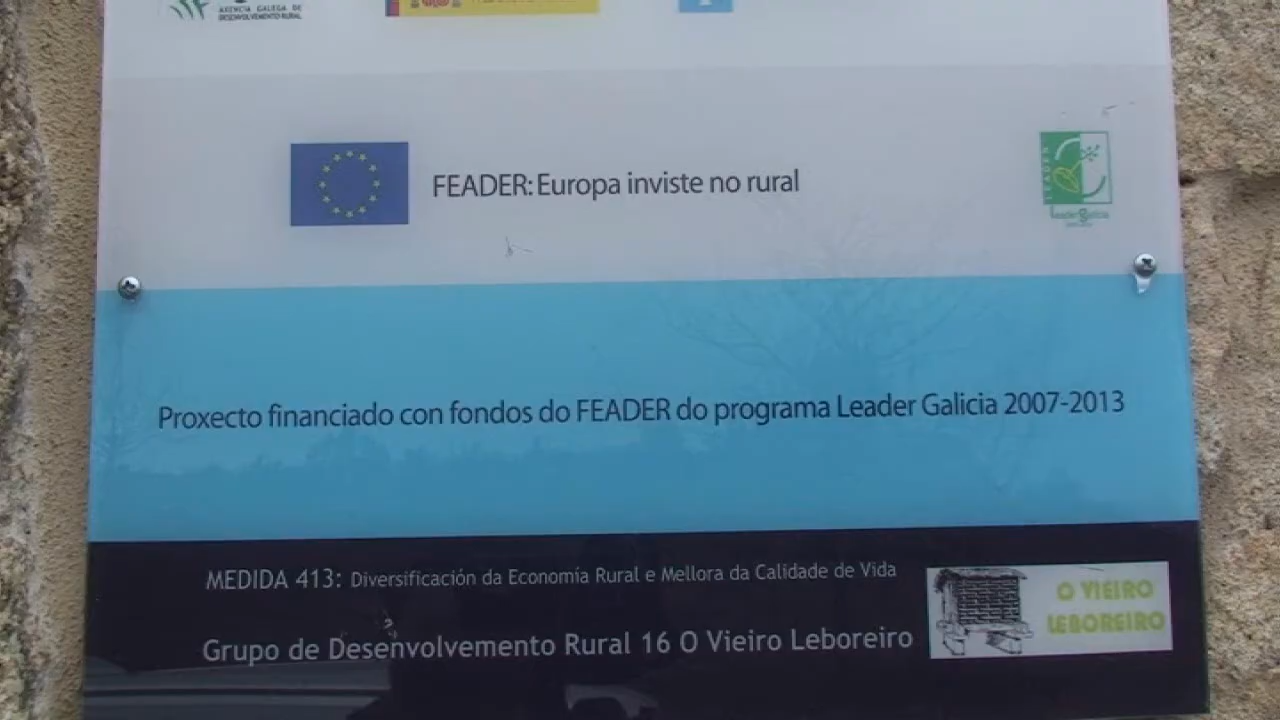 AXENCIA GALEGA DE
DESENVOLVEMENTO RURAL
FEADER: Europa inviste no rural
LEADER
LeaderGalicia
Proxecto financiado con fondos do FEADER do programa Leader Galicia 2007-2013
MEDIDA 413: Diversificación da Economía Rural e Mellora da Calidade de Vida
O VIEIRO
LEBOREIRO
Grupo de Desenvolvemento Rural 16 O Vieiro Leboreiro